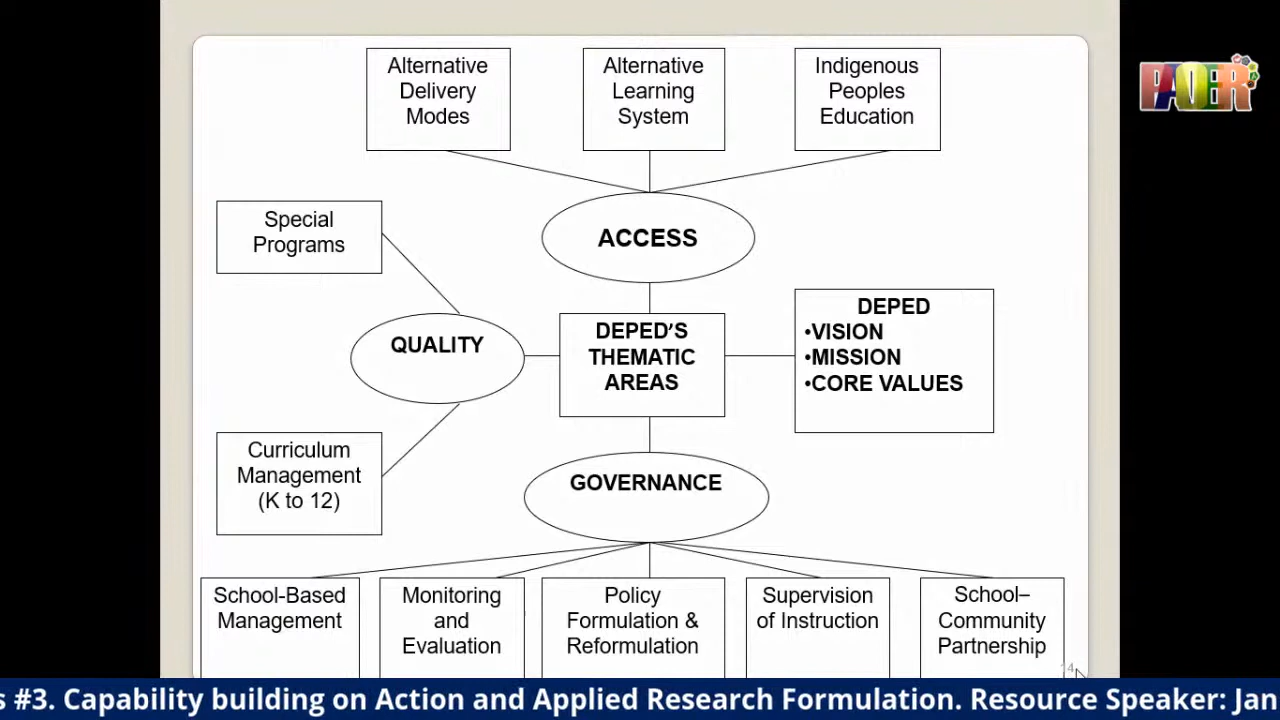 Alternative
Delivery
Modes
Alternative
Learning
System
Indigenous
Peoples
Education
PAOER
Special
Programs
ACCESS
QUALITY
DEPED'S
THEMATIC
AREAS
DEPED
•VISION
•MISSION
•CORE VALUES
Curriculum
Management
(K to 12)
GOVERNANCE
School-Based
Management
Monitoring
and
Evaluation
Policy
Formulation &
Reformulation
Supervision
of Instruction
School–
Community
Partnership
s #3. Capability building on Action and Applied Research Formulation. Resource Speaker: Jan